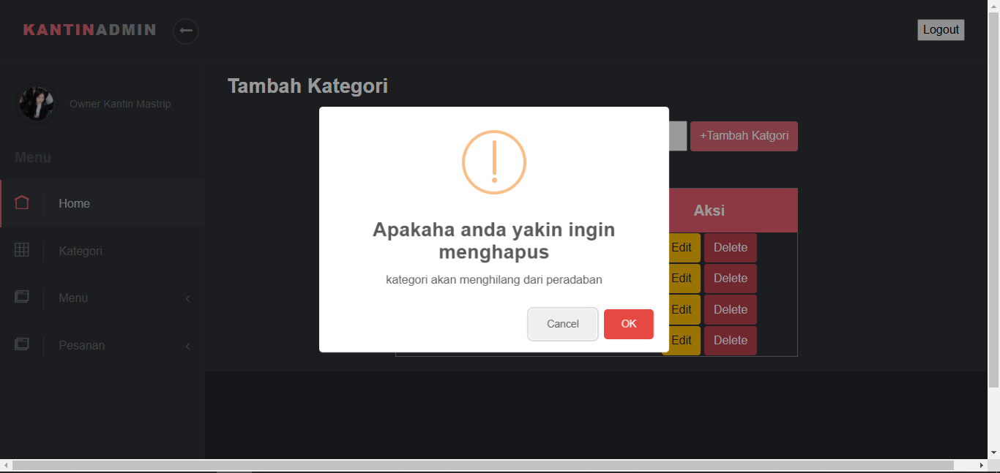 KANTINADMIN
Logout
Owner Kantin Mastrip
Menu
Home
Kategori
Menu
Pesanan
Tambah Kategori
+Tambah Katgori
Aksi
Edit Delete
Edit Delete
Edit Delete
Edit Delete
Apakaha anda yakin ingin
menghapus
kategori akan menghilang dari peradaban
Cancel OK